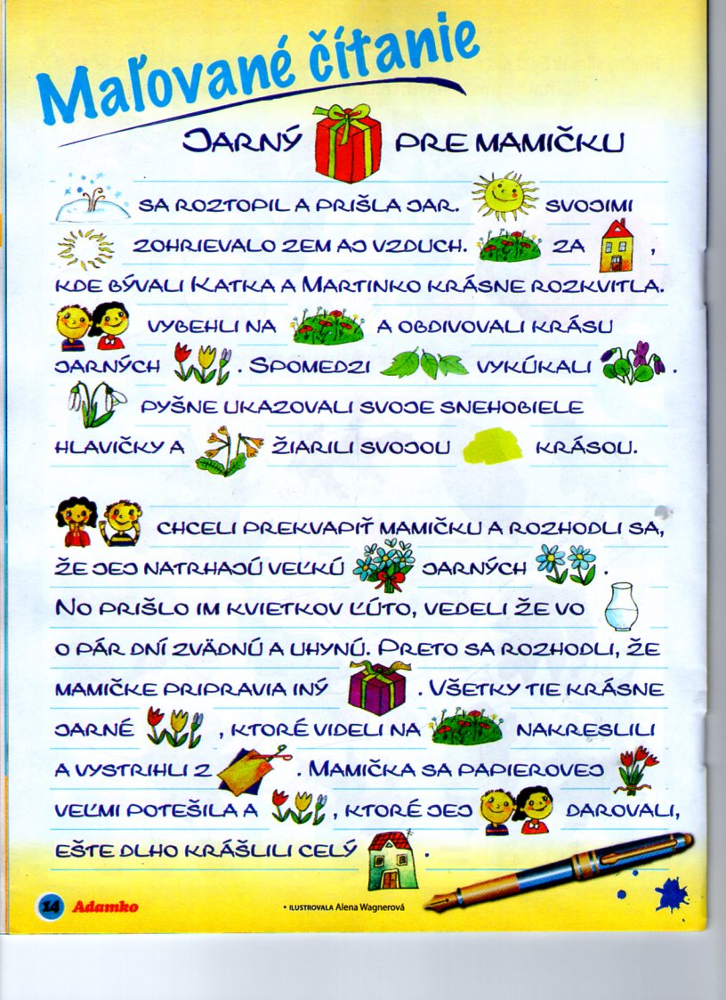 Maľované čítanie
JARNÝ PRE MAMIČKU
SA ROZTOPIL A PRIŠLA JAR. SVOJIMI
ZOHRIEVALO ZEM AJ VZDUCH. ZA ,
KDE BÝVALI KATKA A MARTINKO KRÁSNE ROZKVITLA.
VYBEHLI NA A OBDIVOVALI KRÁSU
JARNÝCH . SPOMEDZI VYKÚKALI .
PYŠNE UKAZOVALI SVOJE SNEHOBIELE
HLAVIČKY A ŽIARILI SVOJOU KRÁSOU.
CHCELI PREKVAPIŤ MAMIČKU A ROZHODLI SA,
ŽE JEJ NATRHAJÚ VEĽKÚ JARNÝCH .
NO PRIŠLO IM KVIETKOV ĽÚTO, VEDELI ŽE VO
O PÁR DNÍ ZVÄDNÚ A UHYNÚ. PRETO SA ROZHODLI, ŽE
MAMIČKE PRIPRAVIA INÝ . VŠETKY TIE KRÁSNE
JARNÉ , KTORÉ VIDELI NA NAKRESLILI
A VYSTRIHLI Z . MAMIČKA SA PAPIEROVEJ
VEĽMI POTEŠILA A , KTORÉ JEJ DAROVALI,
EŠTE DLHO KRÁŠLILI CELÝ .
14 Adamko • ILUSTROVALA Alena Wagnerová